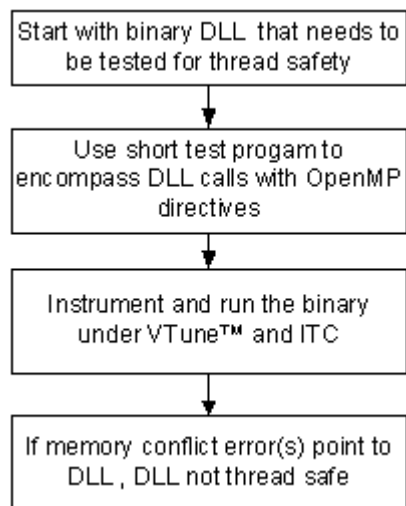 Start with binary DLL that needs to
be tested for thread safety
Use short test progam to
encompass DLL calls with OpenMP
directives
Instrument and run the binary
under VTune™ and ITC
If memory conflict error(s) point to
DLL , DLL not thread safe